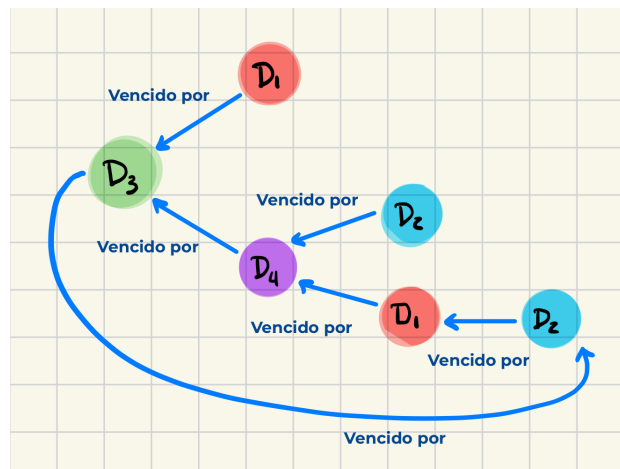 D₁
Vencido por
D₃
Vencido por
D₂
Vencido por
D₄
D₁
Vencido por
D₂
Vencido por
Vencido por